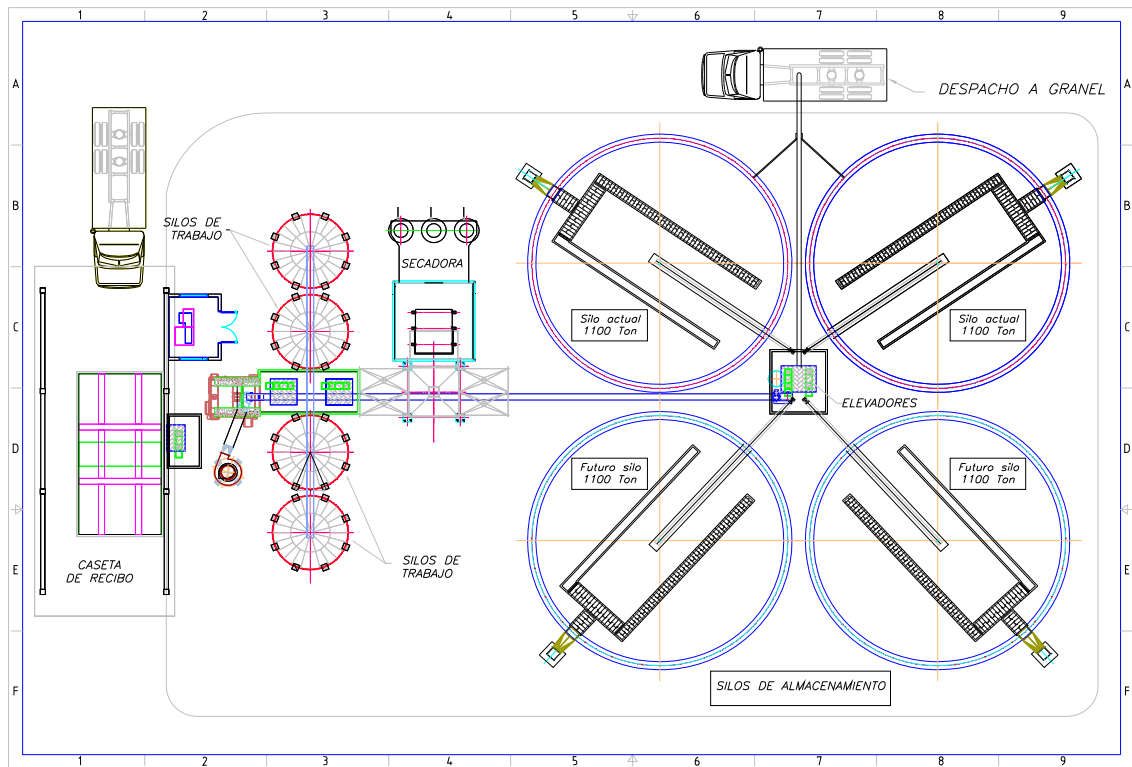 1 2 3 4 5 6 7 8 9
A A
DESPACHO A GRANEL
B B
SILOS DE
TRABAJO
SECADORA
C C
Silo actual
1100 Ton
Silo actual
1100 Ton
ELEVADORES
D D
Futuro silo
1100 Ton
Futuro silo
1100 Ton
CASETA
DE RECIBO
SILOS DE
TRABAJO
E E
SILOS DE ALMACENAMIENTO
F F
1 2 3 4 5 6 7 8 9